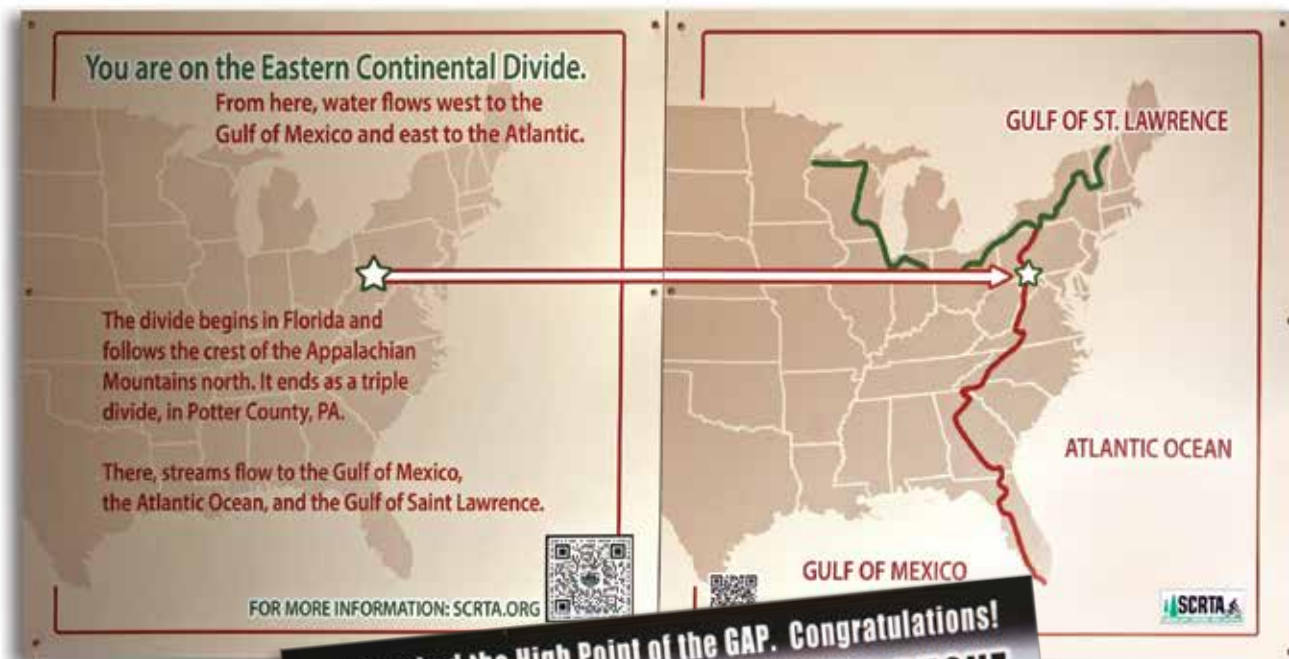 You are on the Eastern Continental Divide.
From here, water flows west to the
Gulf of Mexico and east to the Atlantic.
The divide begins in Florida and
follows the crest of the Appalachian
Mountains north. It ends as a triple
divide, in Potter County, PA.
There, streams flow to the Gulf of Mexico,
the Atlantic Ocean, and the Gulf of Saint Lawrence.
FOR MORE INFORMATION: SCRTA.ORG
GULF OF ST. LAWRENCE
ATLANTIC OCEAN
GULF OF MEXICO
SCRTA
the High Point of the GAP. Congratulations!